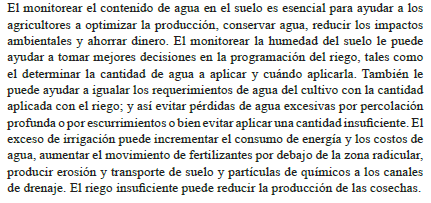 El monitorear el contenido de agua en el suelo es esencial para ayudar a los
agricultores a optimizar la producción, conservar agua, reducir los impactos
ambientales y ahorrar dinero. El monitorear la humedad del suelo le puede
ayudar a tomar mejores decisiones en la programación del riego, tales como
el determinar la cantidad de agua a aplicar y cuándo aplicarla. También le
puede ayudar a igualar los requerimientos de agua del cultivo con la cantidad
aplicada con el riego; y así evitar pérdidas de agua excesivas por percolación
profunda o por escurrimientos o bien evitar aplicar una cantidad insuficiente. El
exceso de irrigación puede incrementar el consumo de energía y los costos de
agua, aumentar el movimiento de fertilizantes por debajo de la zona radicular,
producir erosión y transporte de suelo y partículas de químicos a los canales
de drenaje. El riego insuficiente puede reducir la producción de las cosechas.